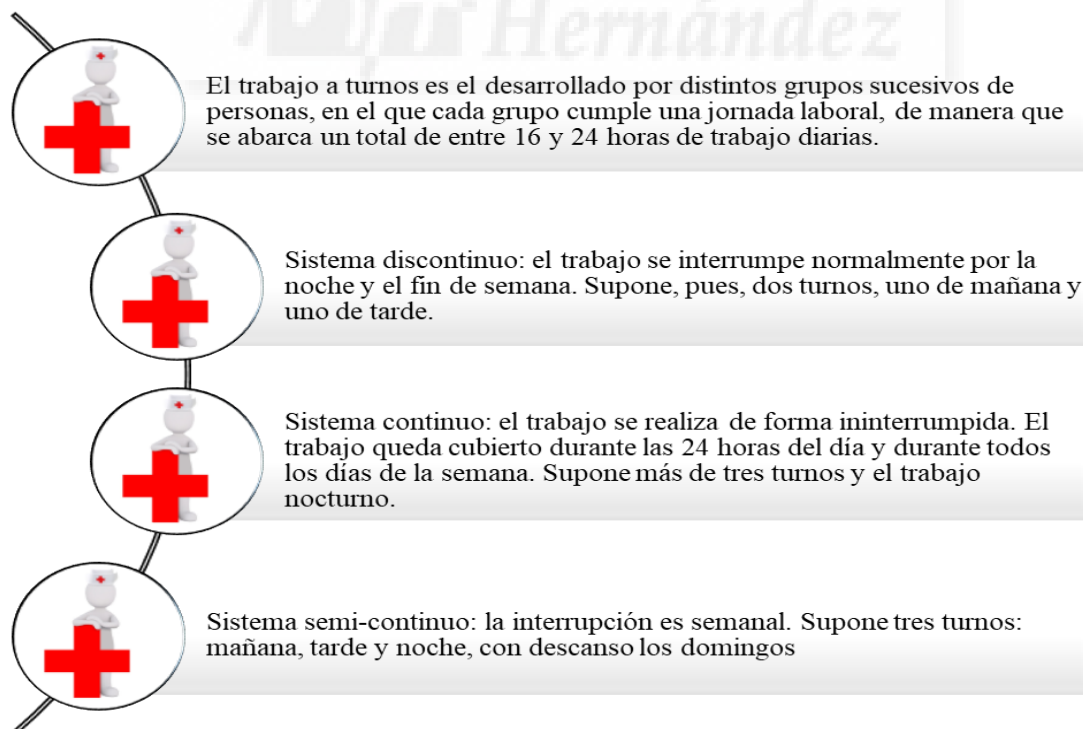 Hernández
El trabajo a turnos es el desarrollado por distintos grupos sucesivos de
personas, en el que cada grupo cumple una jornada laboral, de manera que
se abarca un total de entre 16 y 24 horas de trabajo diarias.
Sistema discontinuo: el trabajo se interrumpe normalmente por la
noche y el fin de semana. Supone, pues, dos turnos, uno de mañana y
uno de tarde.
Sistema continuo: el trabajo se realiza de forma ininterrumpida. El
trabajo queda cubierto durante las 24 horas del día y durante todos
los días de la semana. Supone más de tres turnos y el trabajo
nocturno.
Sistema semi-continuo: la interrupción es semanal. Supone tres turnos:
mañana, tarde y noche, con descanso los domingos